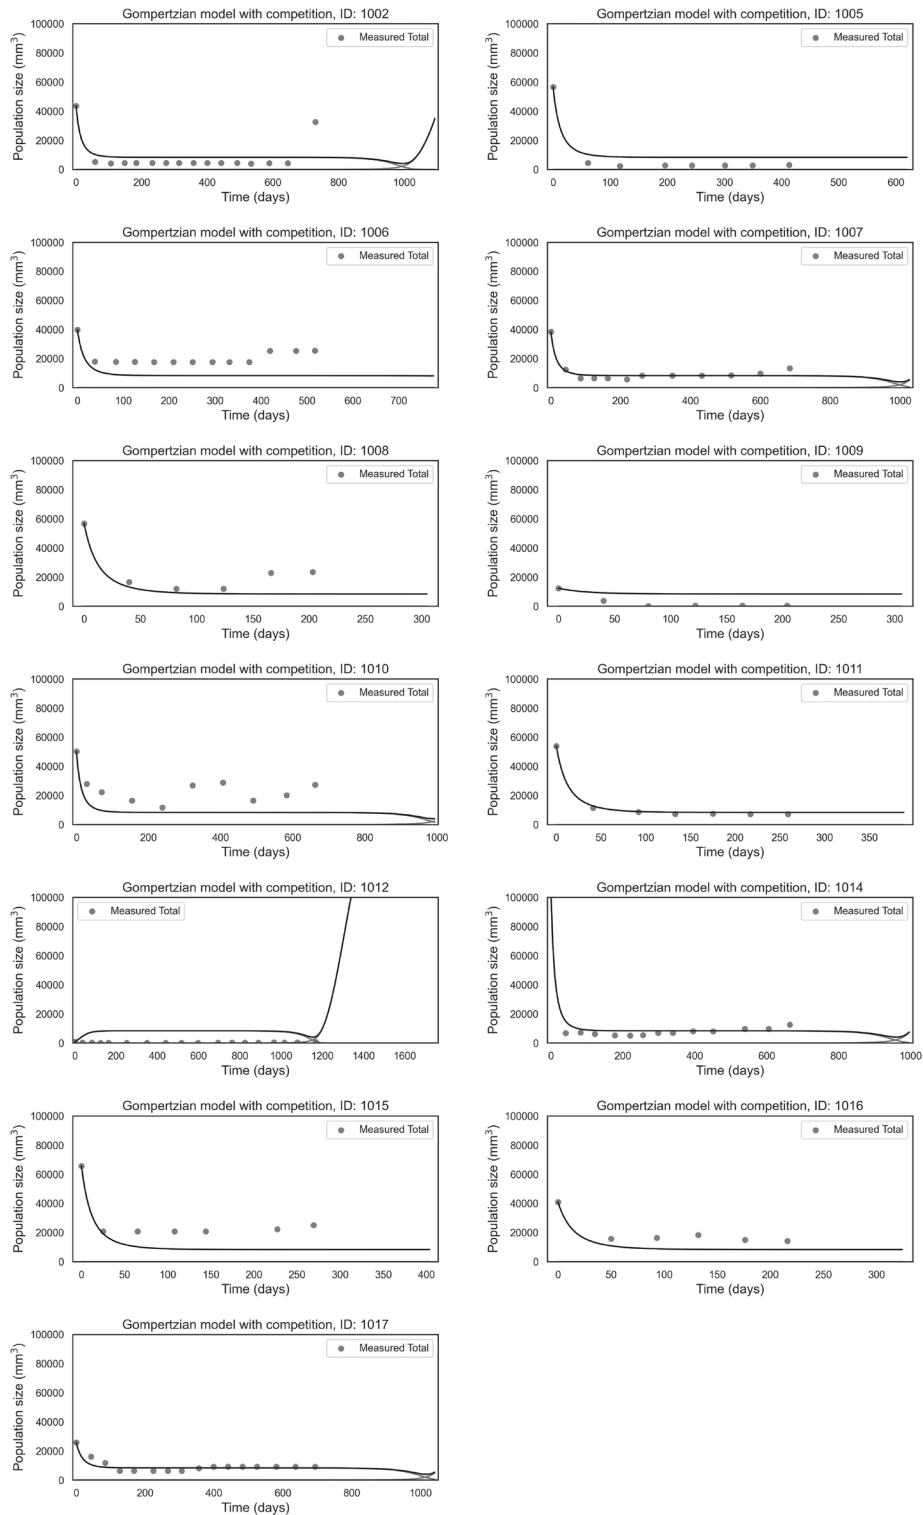 Gompertzian model with competition, ID: 1002
Population size (mm³)
100000
80000
60000
40000
20000
0
Measured Total
0 200 400 600 800 1000
Time (days)
Gompertzian model with competition, ID: 1005
Population size (mm³)
100000
80000
60000
40000
20000
0
Measured Total
0 100 200 300 400 500 600
Time (days)
Gompertzian model with competition, ID: 1006
Population size (mm³)
100000
80000
60000
40000
20000
0
Measured Total
0 100 200 300 400 500 600 700
Time (days)
Gompertzian model with competition, ID: 1007
Population size (mm³)
100000
80000
60000
40000
20000
0
Measured Total
0 200 400 600 800 1000
Time (days)
Gompertzian model with competition, ID: 1008
Population size (mm³)
100000
80000
60000
40000
20000
0
Measured Total
0 50 100 150 200 250 300
Time (days)
Gompertzian model with competition, ID: 1009
Population size (mm³)
100000
80000
60000
40000
20000
0
Measured Total
0 50 100 150 200 250 300
Time (days)
Gompertzian model with competition, ID: 1010
Population size (mm³)
100000
80000
60000
40000
20000
0
Measured Total
0 200 400 600 800 1000
Time (days)
Gompertzian model with competition, ID: 1011
Population size (mm³)
100000
80000
60000
40000
20000
0
Measured Total
0 50 100 150 200 250 300 350
Time (days)
Gompertzian model with competition, ID: 1012
Population size (mm³)
100000
80000
60000
40000
20000
0
Measured Total
0 200 400 600 800 1000 1200 1400 1600
Time (days)
Gompertzian model with competition, ID: 1014
Population size (mm³)
100000
80000
60000
40000
20000
0
Measured Total
0 200 400 600 800 1000
Time (days)
Gompertzian model with competition, ID: 1015
Population size (mm³)
100000
80000
60000
40000
20000
0
Measured Total
0 50 100 150 200 250 300 350 400
Time (days)
Gompertzian model with competition, ID: 1016
Population size (mm³)
100000
80000
60000
40000
20000
0
Measured Total
0 50 100 150 200 250 300
Time (days)
Gompertzian model with competition, ID: 1017
Population size (mm³)
100000
80000
60000
40000
20000
0
Measured Total
0 200 400 600 800 1000
Time (days)